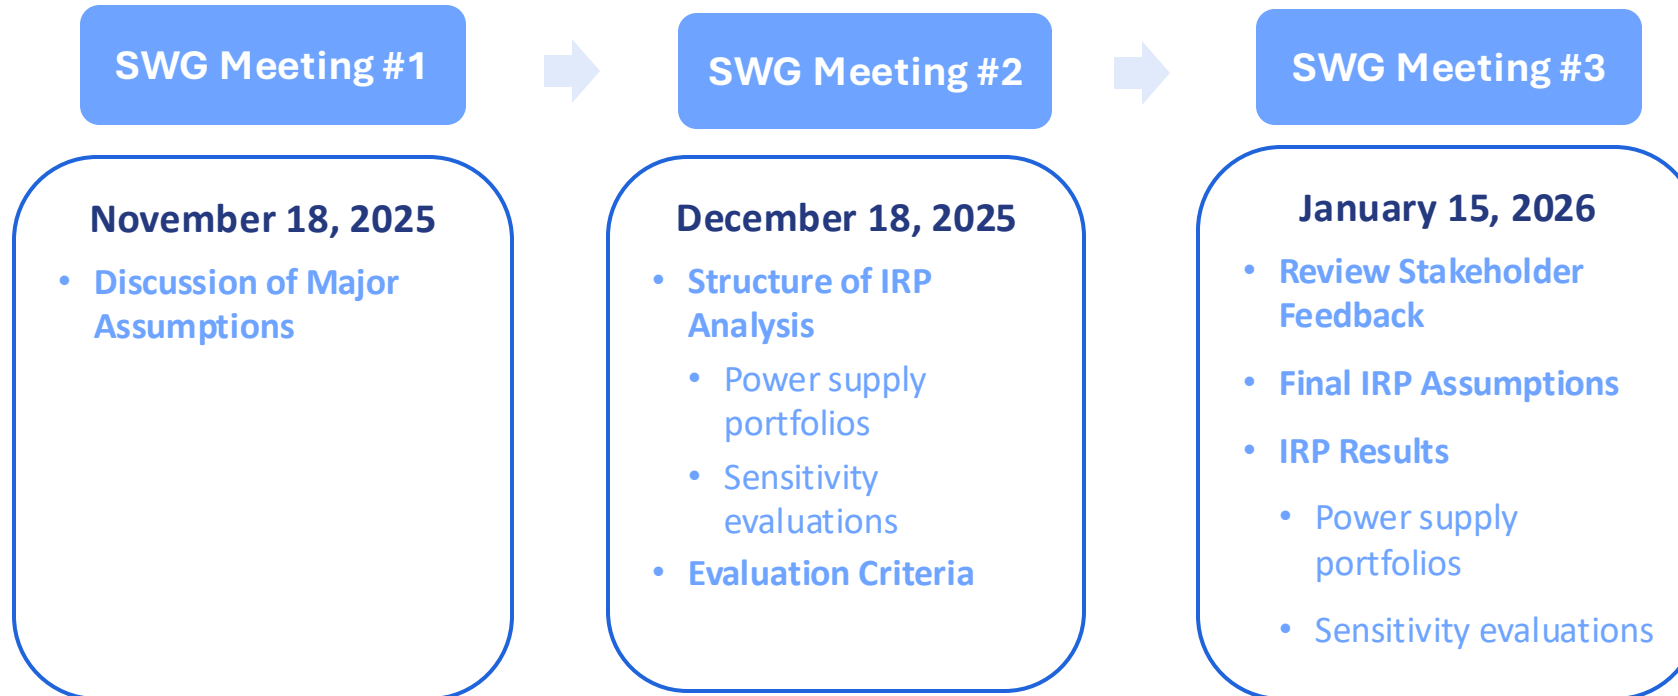 SWG Meeting #1
November 18, 2025
• Discussion of Major
Assumptions
SWG Meeting #2
December 18, 2025
• Structure of IRP
Analysis
• Power supply
portfolios
• Sensitivity
evaluations
• Evaluation Criteria
SWG Meeting #3
January 15, 2026
• Review Stakeholder
Feedback
• Final IRP Assumptions
• IRP Results
• Power supply
portfolios
• Sensitivity evaluations